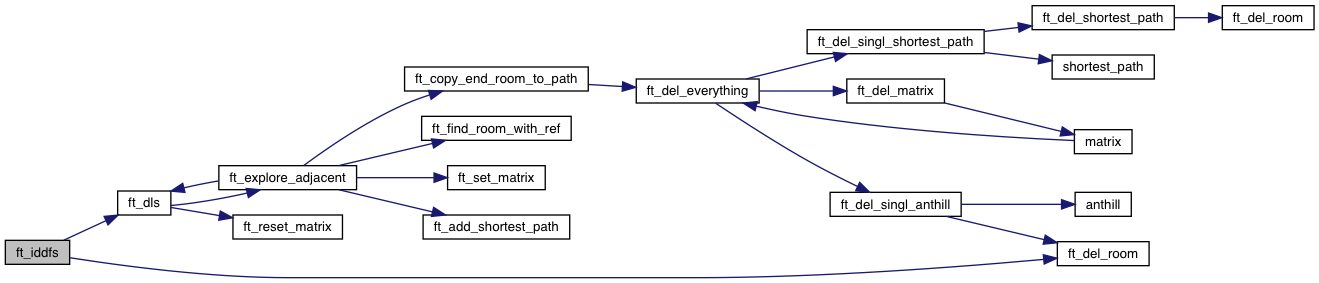 ft_iddfs
ft_dls
ft_explore_adjacent
ft_reset_matrix
ft_copy_end_room_to_path
ft_find_room_with_ref
ft_set_matrix
ft_add_shortest_path
ft_del_everything
ft_del_singl_shortest_path
ft_del_matrix
ft_del_singl_anthill
ft_del_shortest_path
shortest_path
matrix
anthill
ft_del_room
ft_del_room